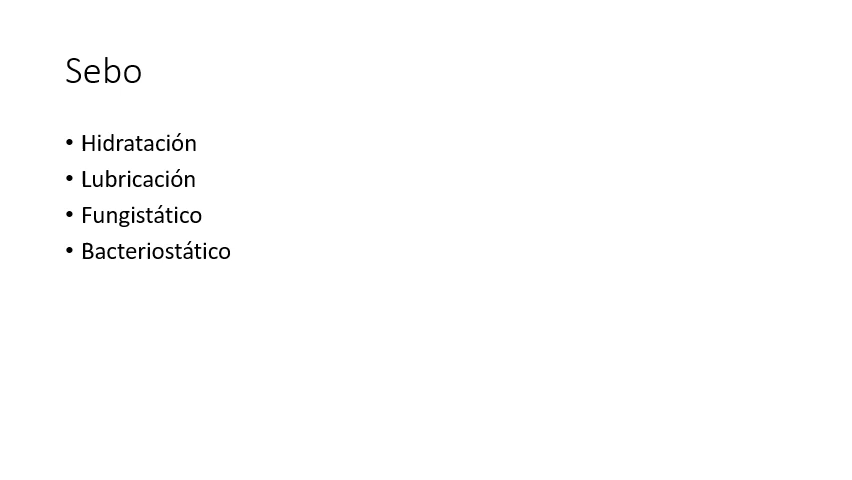 Sebo
• Hidratación
• Lubricación
• Fungistático
• Bacteriostático